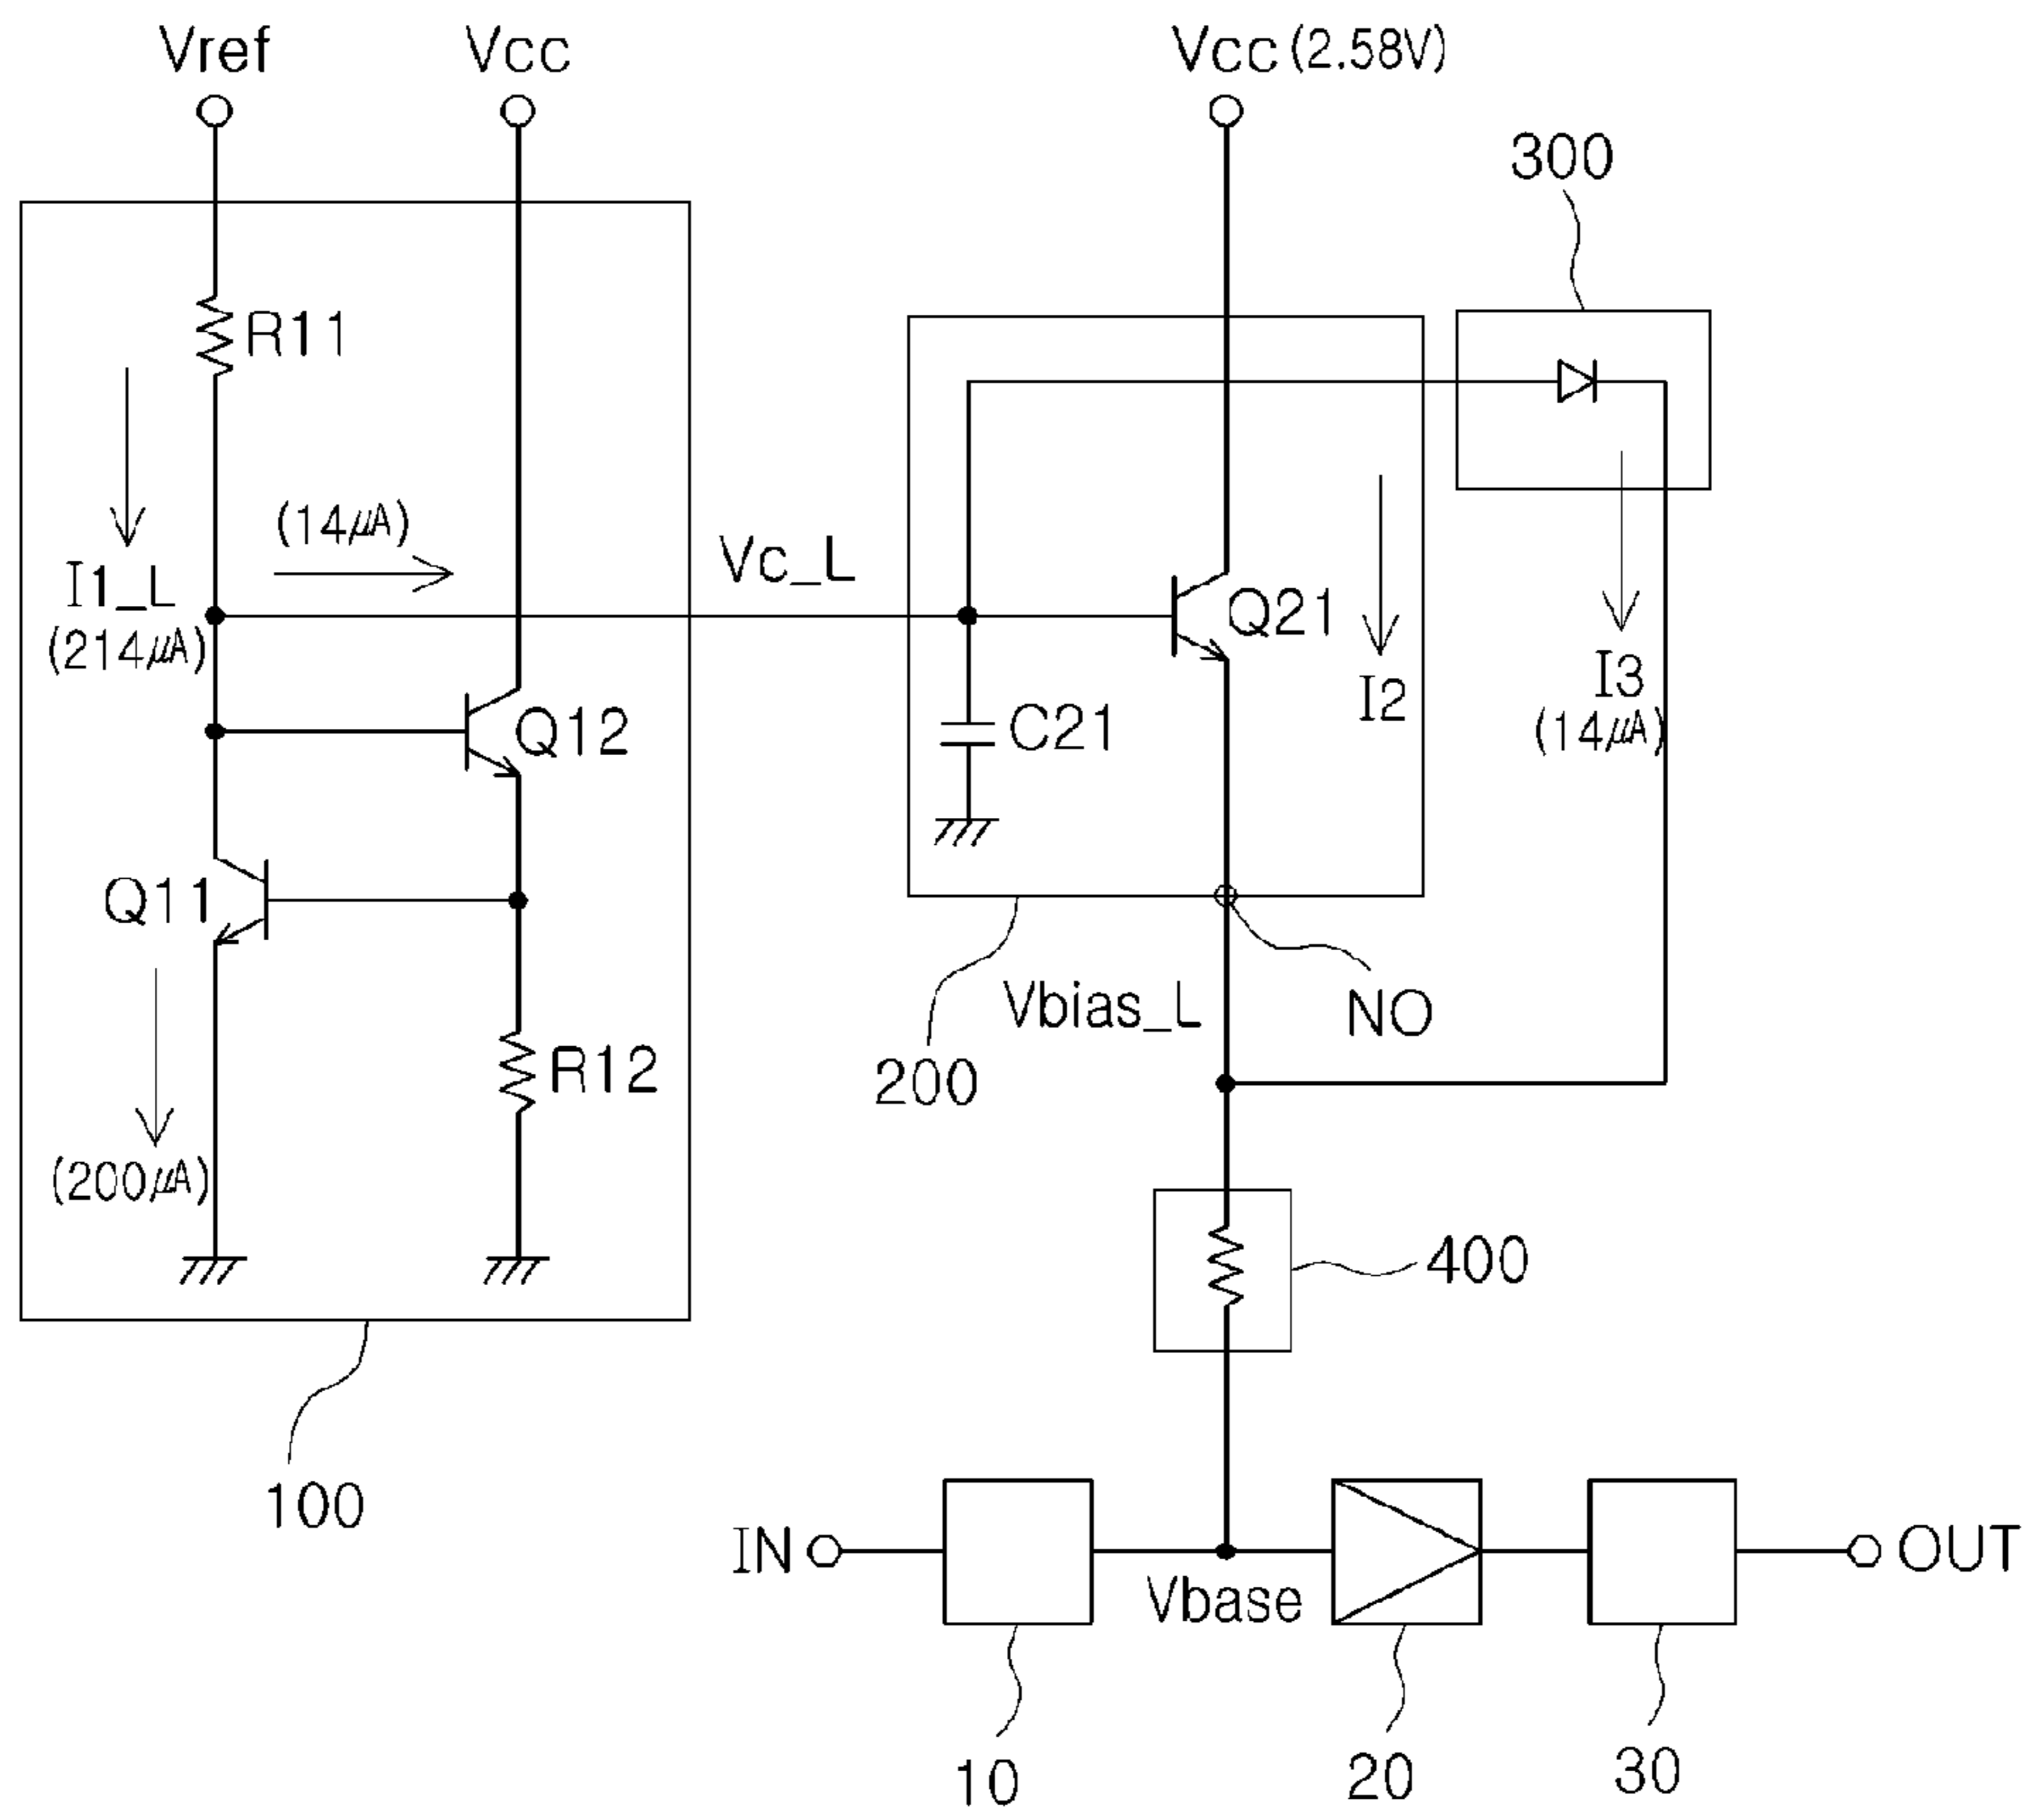 Vref
Vcc
Vcc (2.58V)
300
R11
(14μA)
I1_L
(214μA)
Vc_L
Q21
I2
I3
(14μA)
Q12
C21
Q11
Vbias_L
NO
200
R12
(200μA)
400
100
IN
OUT
Vbase
10
20
30